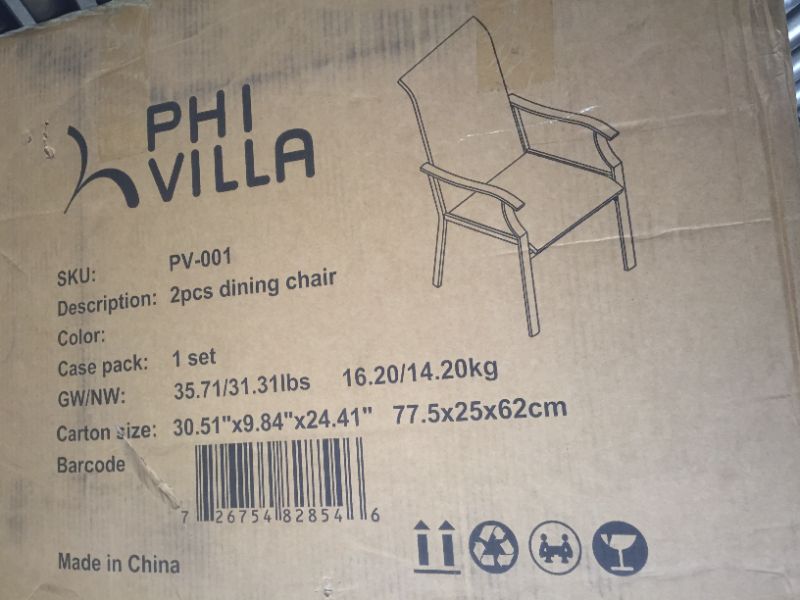 PHI
VILLA
SKU: PV-001
Description: 2pcs dining chair
Color:
Case pack: 1 set
GW/NW: 35.71/31.31lbs 16.20/14.20kg
Carton size: 30.51"x9.84"x24.41" 77.5x25x62cm
Barcode
7 26754 82854 6
Made in China